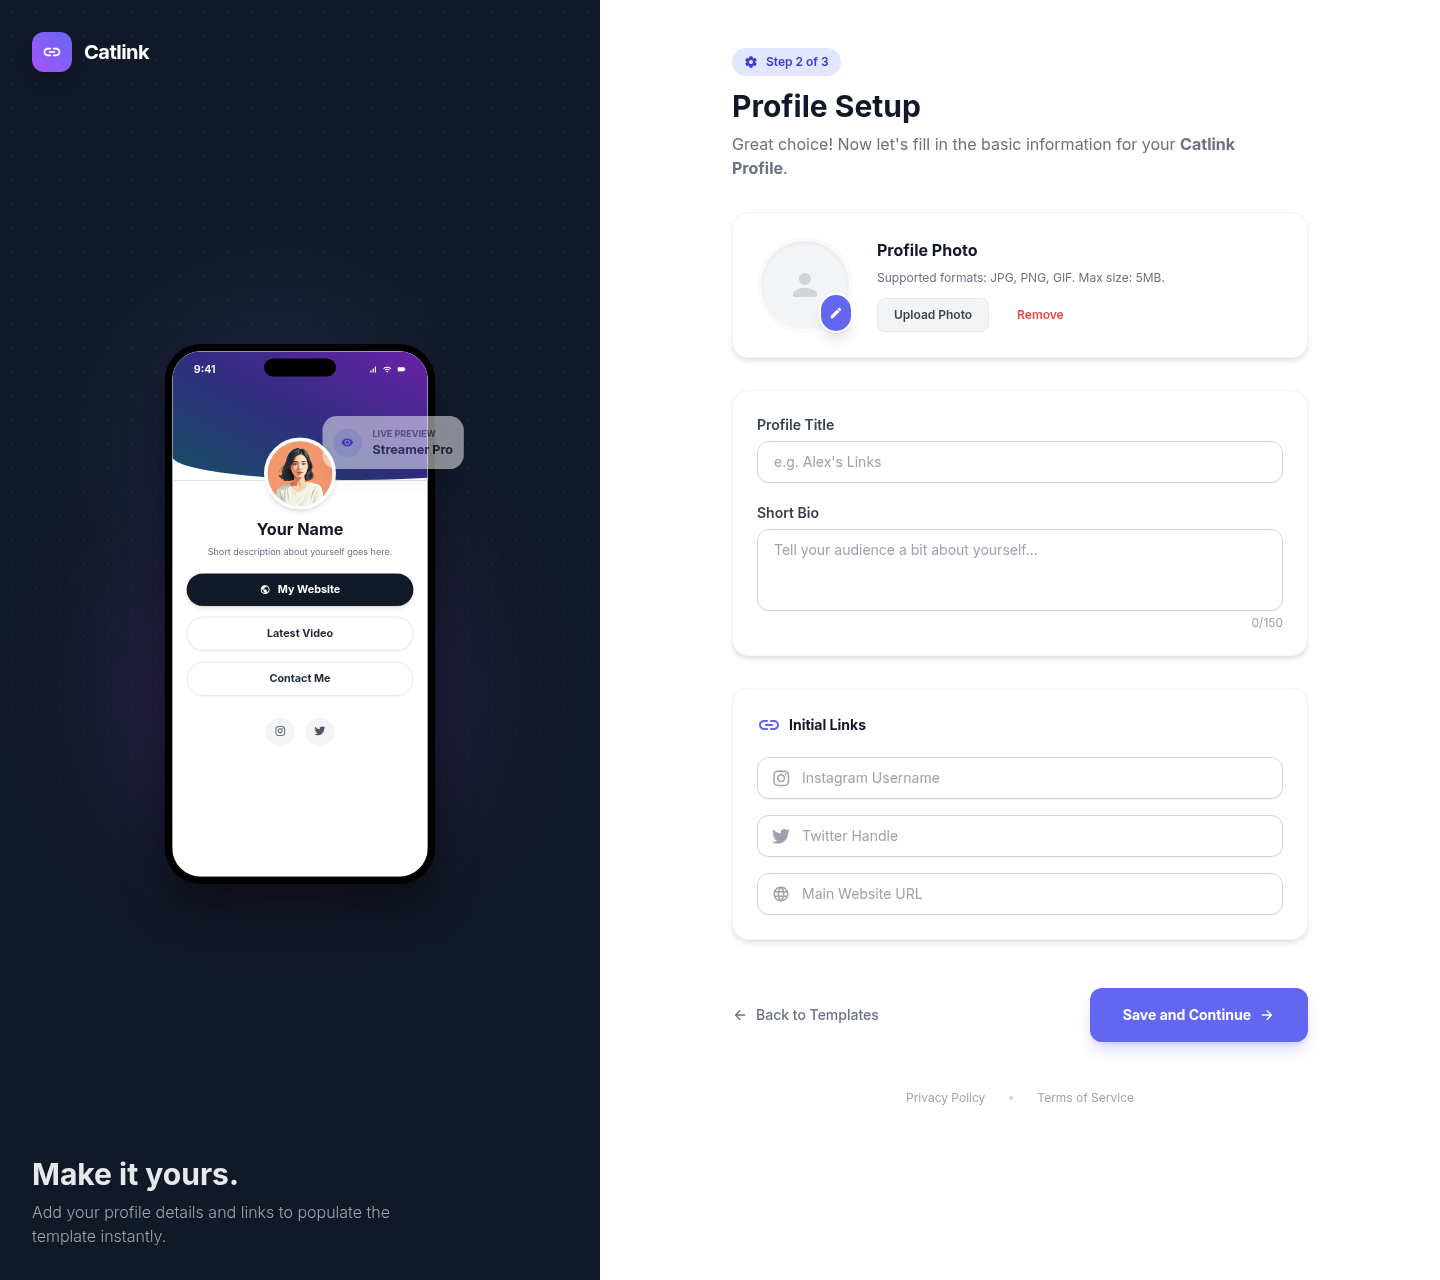 Catlink
9:41
LIVE PREVIEW
Streamer Pro
Your Name
Short description about yourself goes here.
My Website
Latest Video
Contact Me
Make it yours.
Add your profile details and links to populate the
template instantly.
Step 2 of 3
Profile Setup
Great choice! Now let's fill in the basic information for your Catlink
Profile.
Profile Photo
Supported formats: JPG, PNG, GIF. Max size: 5MB.
Upload Photo
Remove
Profile Title
e.g. Alex's Links
Short Bio
Tell your audience a bit about yourself...
0/150
Initial Links
Instagram Username
Twitter Handle
Main Website URL
Back to Templates
Save and Continue
Privacy Policy
Terms of Service